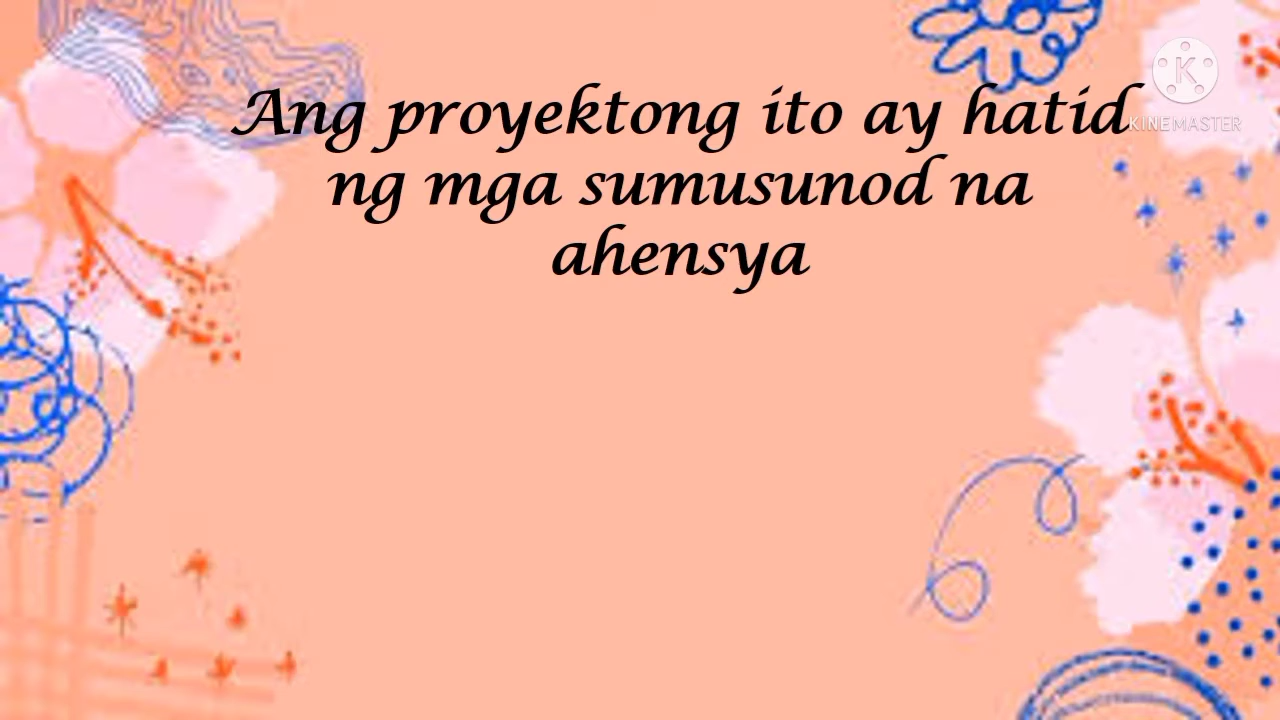 Ang proyektong ito ay hatid
ng mga sumusunod na
ahensya
KINEMASTER